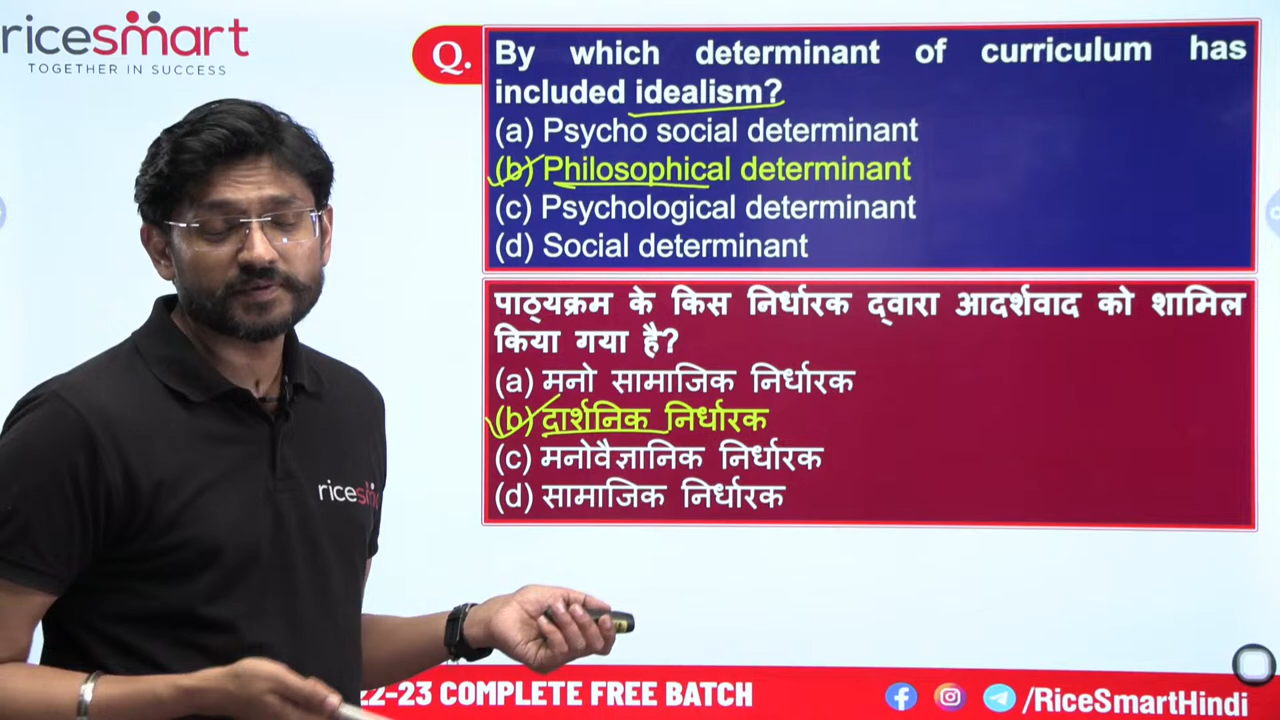 ricesmart
TOGETHER IN SUCCESS
Q.
By which determinant of curriculum has
included idealism?
(a) Psycho social determinant
(b) Philosophical determinant
(c) Psychological determinant
(d) Social determinant
पाठ्यक्रम के किस निर्धारक द्वारा आदर्शवाद को शामिल
किया गया है?
(a) मनो सामाजिक निर्धारक
(b) दार्शनिक निर्धारक
(c) मनोवैज्ञानिक निर्धारक
(d) सामाजिक निर्धारक
ricesm
22-23 COMPLETE FREE BATCH
/RiceSmartHindi